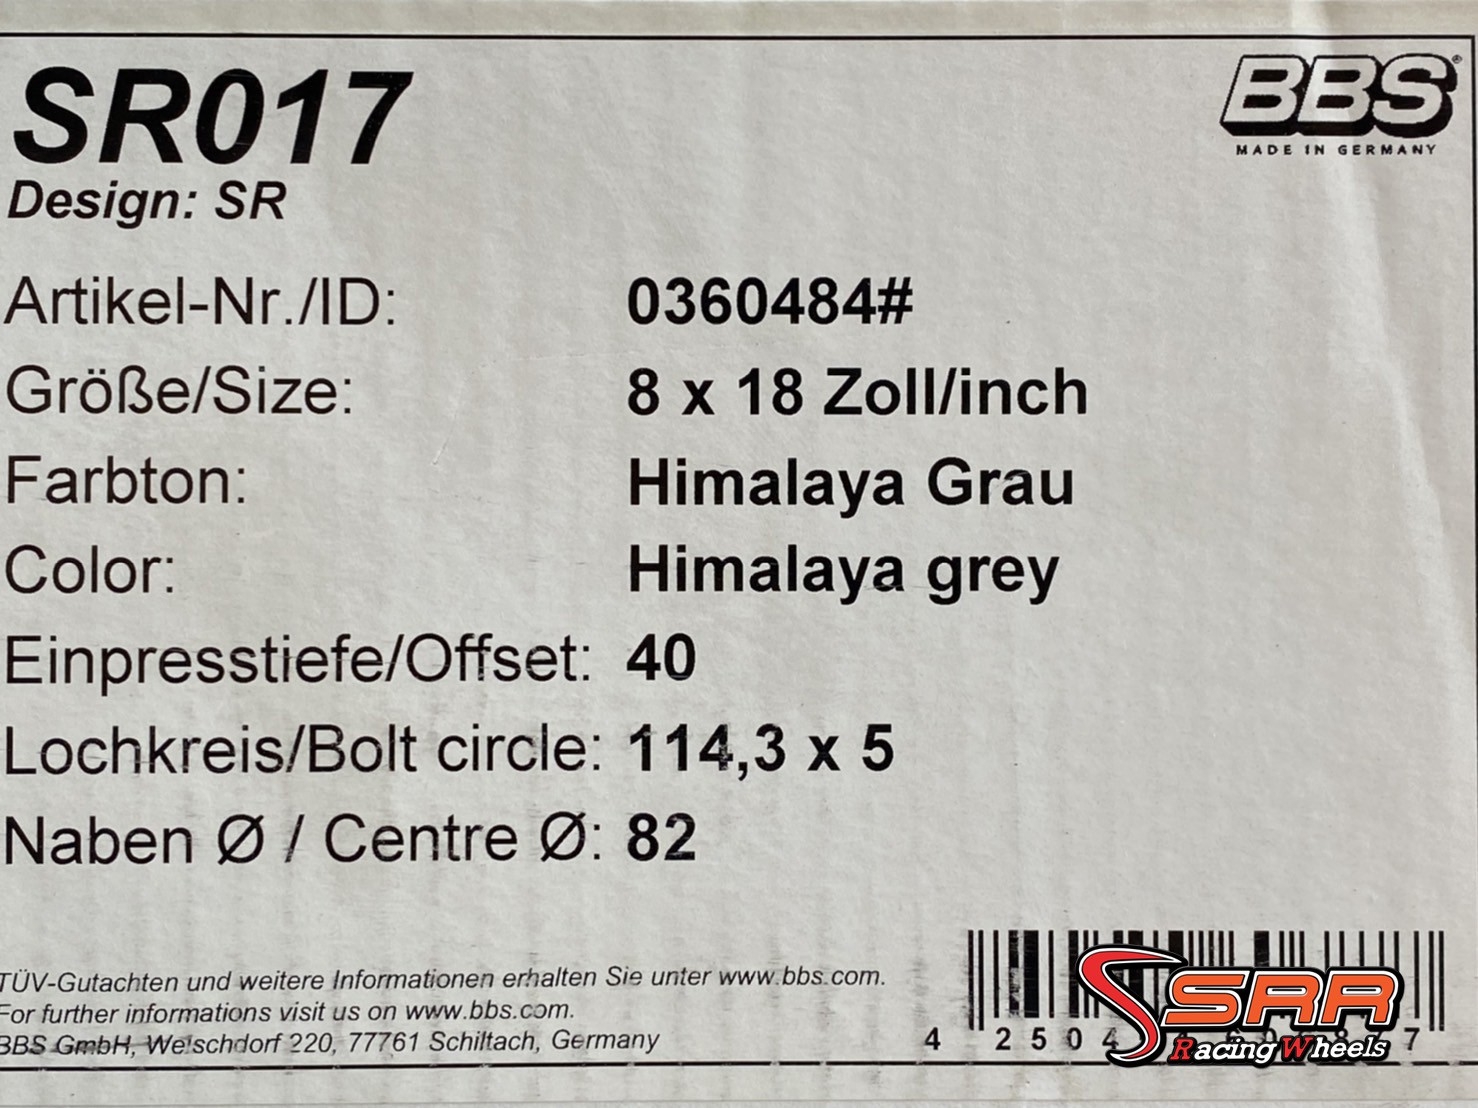 SR017
BBS®
MADE IN GERMANY
Design: SR
Artikel-Nr./ID: 0360484#
Größe/Size: 8 x 18 Zoll/inch
Farbton: Himalaya Grau
Color: Himalaya grey
Einpresstiefe/Offset: 40
Lochkreis/Bolt circle: 114,3 x 5
Naben Ø / Centre Ø: 82
TÜV-Gutachten und weitere Informationen erhalten Sie unter www.bbs.com.
For further informations visit us on www.bbs.com.
BBS GmbH, Welschdorf 220, 77761 Schiltach, Germany
SRR
Racing Wheels